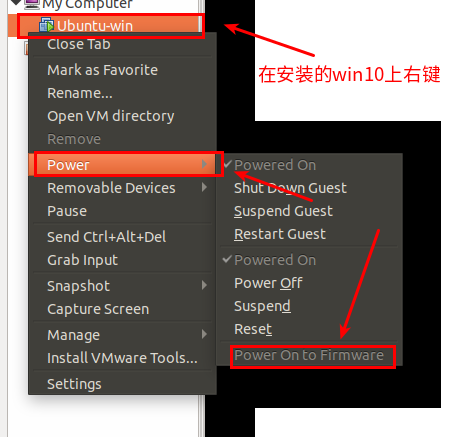 My Computer
Ubuntu-win
Close Tab
在安装的win10上右键
Mark as Favorite
Rename...
Open VM directory
Remove
Power
Removable Devices
Pause
Send Ctrl+Alt+Del
Grab Input
Snapshot
Capture Screen
Manage
Install VMware Tools...
Settings
✓ Powered On
Shut Down Guest
Suspend Guest
Restart Guest
✓ Powered On
Power Off
Suspend
Reset
Power On to Firmware